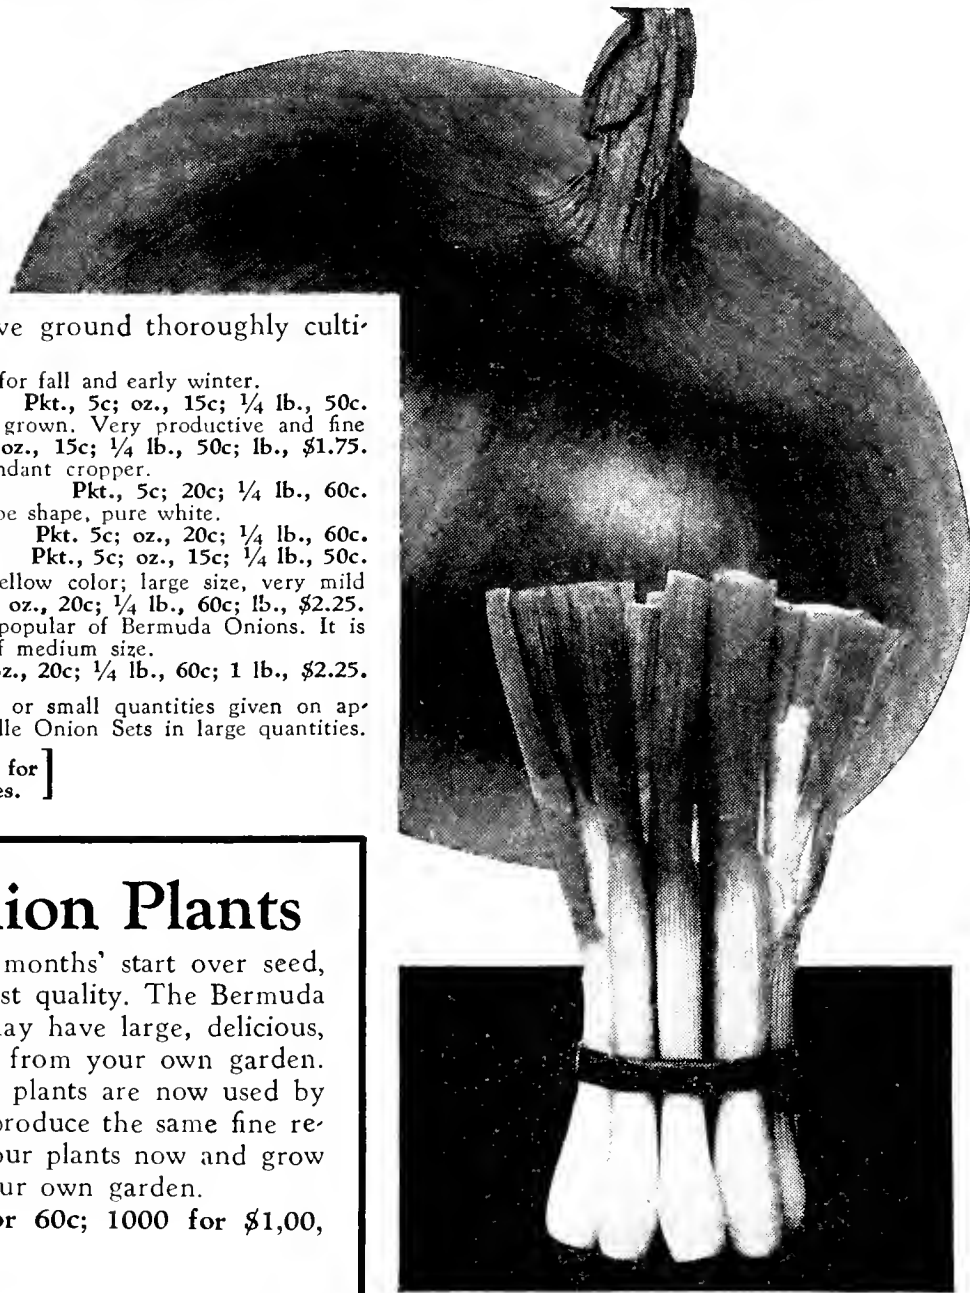 ve ground thoroughly culti-
for fall and early winter.
Pkt., 5c; oz., 15c; ¼ lb., 50c.
grown. Very productive and fine
oz., 15c; ¼ lb., 50c; lb., $1.75.
ndant cropper.
Pkt., 5c; 20c; ¼ lb., 60c.
be shape, pure white.
Pkt. 5c; oz., 20c; ¼ lb., 60c.
Pkt., 5c; oz., 15c; ¼ lb., 50c.
ellow color; large size, very mild
oz., 20c; ¼ lb., 60c; lb., $2.25.
popular of Bermuda Onions. It is
f medium size.
z., 20c; ¼ lb., 60c; 1 lb., $2.25.
or small quantities given on ap-
lle Onion Sets in large quantities.
for]
es.
ion Plants
months' start over seed,
st quality. The Bermuda
ay have large, delicious,
from your own garden.
plants are now used by
produce the same fine re-
our plants now and grow
ur own garden.
or 60c; 1000 for $1,00,